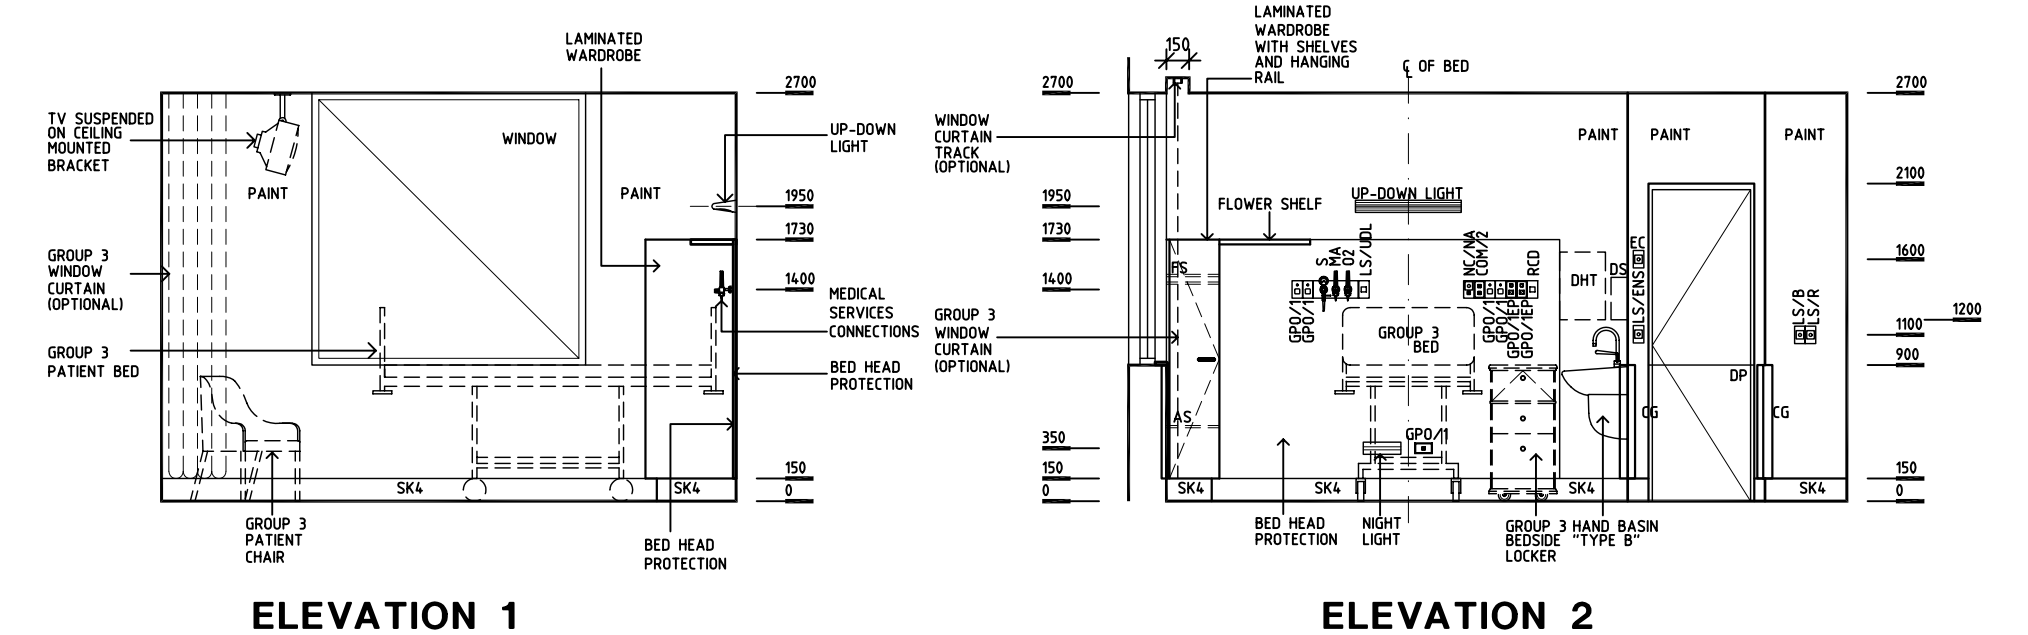 LAMINATED
WARDROBE
TV SUSPENDED
ON CEILING
MOUNTED
BRACKET
WINDOW
UP-DOWN
LIGHT
PAINT
PAINT
GROUP 3
WINDOW
CURTAIN
(OPTIONAL)
MEDICAL
SERVICES
CONNECTIONS
GROUP 3
PATIENT BED
BED HEAD
PROTECTION
SK4
SK4
GROUP 3
PATIENT
CHAIR
BED HEAD
PROTECTION
2700
1950
1730
1400
150
0
ELEVATION 1
LAMINATED
WARDROBE
WITH SHELVES
AND HANGING
RAIL
150
℄ OF BED
2700
1950
1730
1400
350
150
0
WINDOW
CURTAIN
TRACK
(OPTIONAL)
GROUP 3
WINDOW
CURTAIN
(OPTIONAL)
PAINT
PAINT
PAINT
UP-DOWN LIGHT
FLOWER SHELF
FS
AS
S
MA
O2
LS/UDL
GPO/1
GPO/1
NC/NA
COM/2
RCD
GPO/1
GPO/1
GPO/1EP
GPO/1EP
DHT
DS
EC
LS/ENS
LS/B
LS/R
GROUP 3
BED
DP
CG
CG
GPO/1
SK4
SK4
SK4
SK4
BED HEAD
PROTECTION
NIGHT
LIGHT
GROUP 3
BEDSIDE
LOCKER
HAND BASIN
"TYPE B"
2700
2100
1600
1200
1100
900
150
0
ELEVATION 2